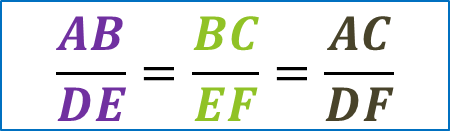 AB/DE = BC/EF = AC/DF